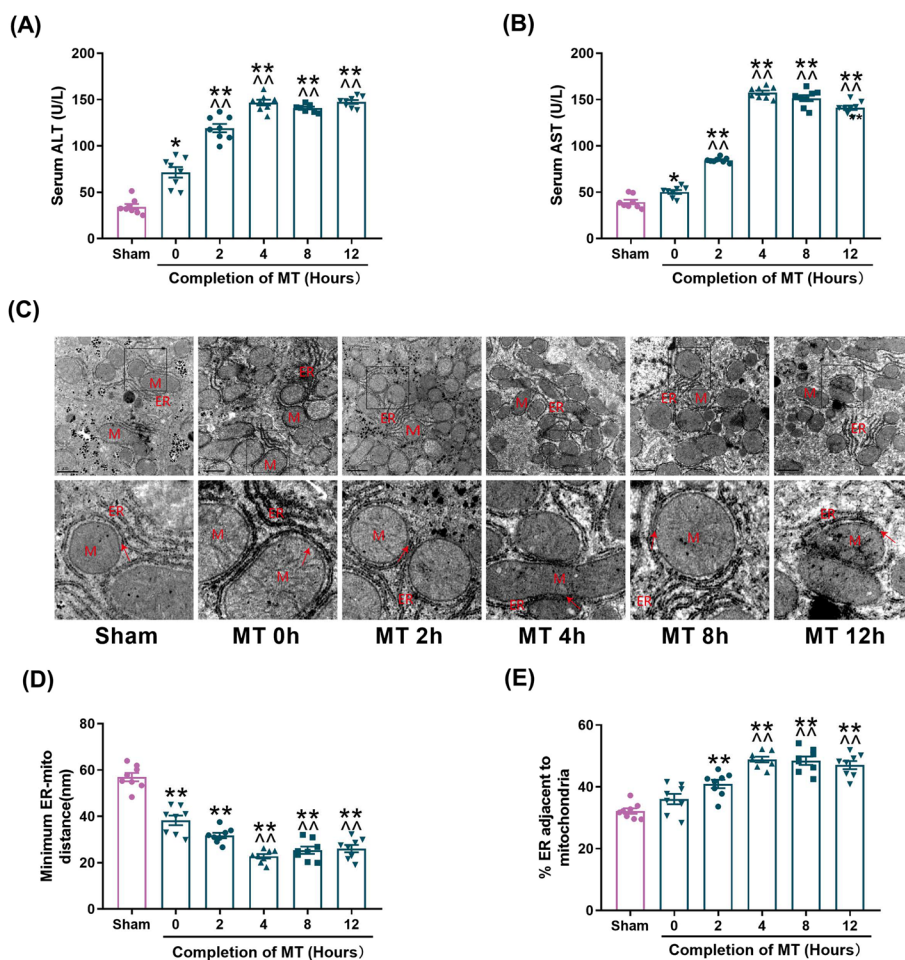 (A)
Serum ALT (U/L)
200
150
100
50
0
*
**
^^
**
^^
**
^^
**
^^
Sham
0
2
4
8
12
Completion of MT (Hours)
(B)
Serum AST (U/L)
200
150
100
50
0
*
**
^^
**
^^
**
^^
**
^^
**
Sham
0
2
4
8
12
Completion of MT (Hours)
(C)
M
ER
M
ER
M
M
ER
M
M
ER
ER
M
M
ER
ER
M
ER
M
M
ER
ER
M
ER
M
M
ER
ER
M
Sham
MT 0h
MT 2h
MT 4h
MT 8h
MT 12h
(D)
Minimum ER-mito
distance(nm)
80
60
40
20
0
**
**
**
^^
**
^^
**
^^
Sham
0
2
4
8
12
Completion of MT (Hours)
(E)
% ER adjacent to
mitochondria
60
40
20
0
**
**
^^
**
^^
**
^^
Sham
0
2
4
8
12
Completion of MT (Hours)